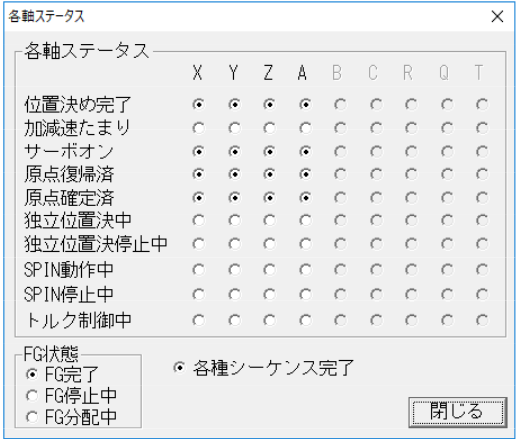 各軸ステータス
各軸ステータス
X Y Z A B C R Q T
位置決め完了
加減速たまり
サーボオン
原点復帰済
原点確定済
独立位置決中
独立位置決停止中
SPIN動作中
SPIN停止中
トルク制御中
FG状態
FG完了
FG停止中
FG分配中
各種シーケンス完了
閉じる